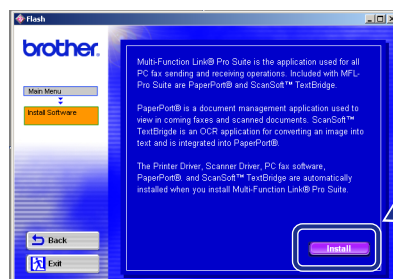 Flash
brother.
Main Menu
Install Software
Multi-Function Link® Pro Suite is the application used for all
PC fax sending and receiving operations. Included with MFL-
Pro Suite are PaperPort® and ScanSoft™ TextBridge.
PaperPort® is a document management application used to
view in coming faxes and scanned documents. ScanSoft™
TextBrigde is an OCR application for converting an image into
text and is integrated into PaperPort®.
The Printer Driver, Scanner Driver, PC fax software,
PaperPort®. and ScanSoft™ TextBridge are automatically
installed when you install Multi-Function Link® Pro Suite.
Back
Exit
Install